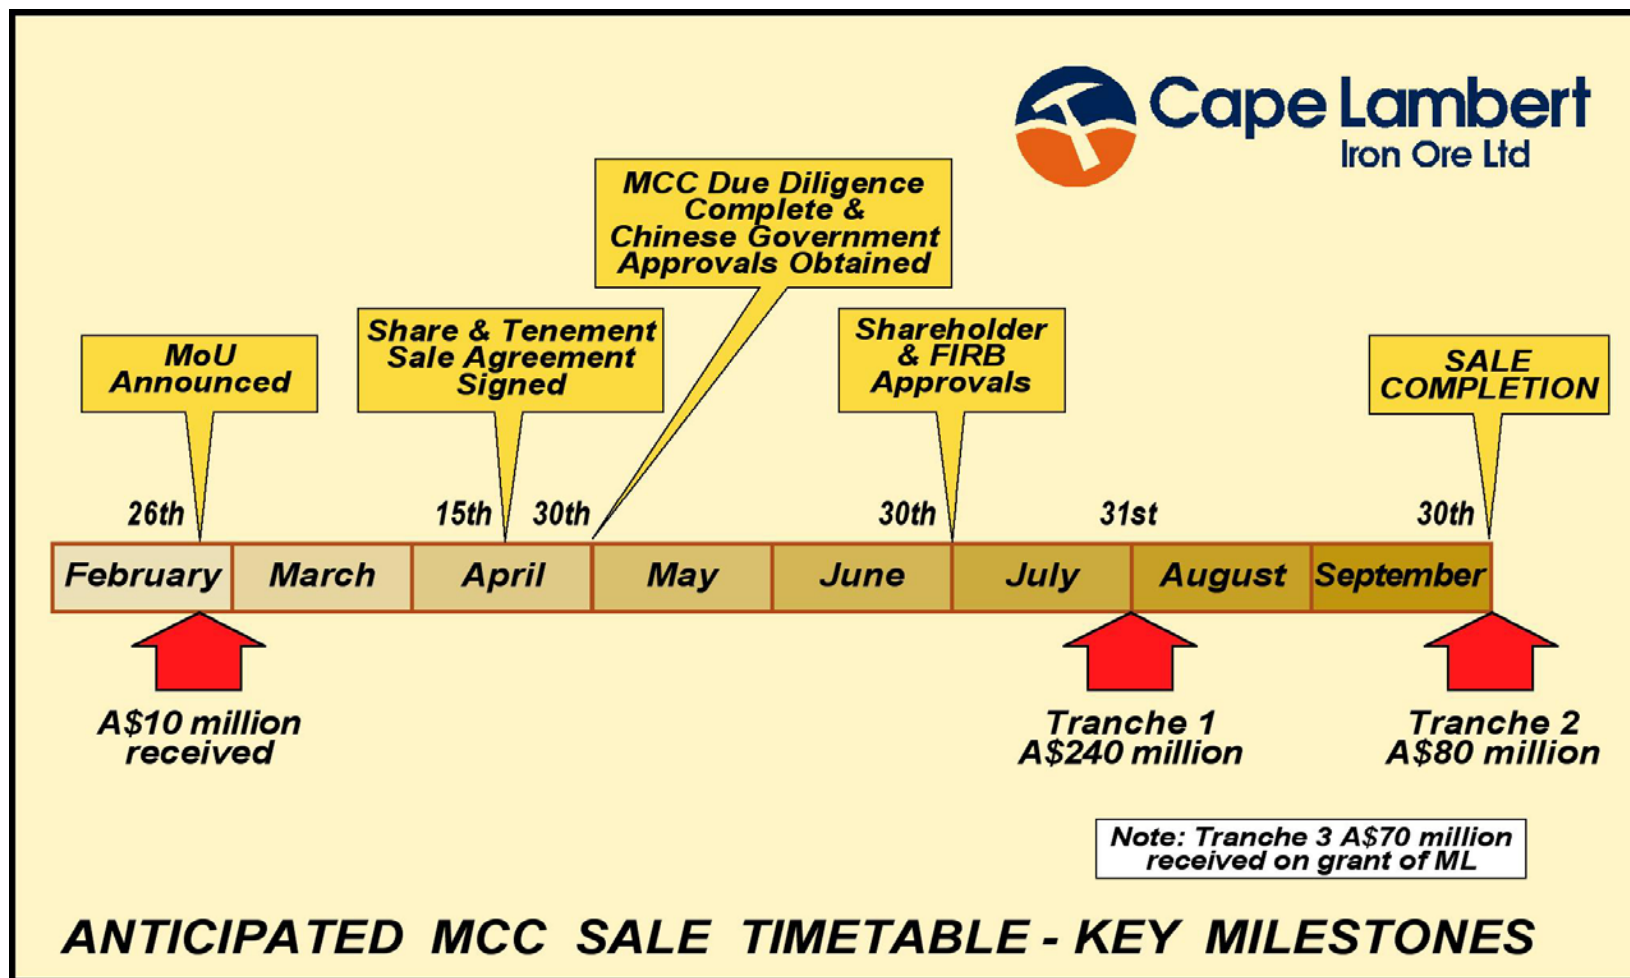 Cape Lambert
Iron Ore Ltd
MCC Due Diligence
Complete &
Chinese Government
Approvals Obtained
MoU
Announced
Share & Tenement
Sale Agreement
Signed
Shareholder
& FIRB
Approvals
SALE
COMPLETION
26th
15th
30th
30th
31st
30th
February
March
April
May
June
July
August
September
A$10 million
received
Tranche 1
A$240 million
Tranche 2
A$80 million
Note: Tranche 3 A$70 million
received on grant of ML
ANTICIPATED MCC SALE TIMETABLE - KEY MILESTONES